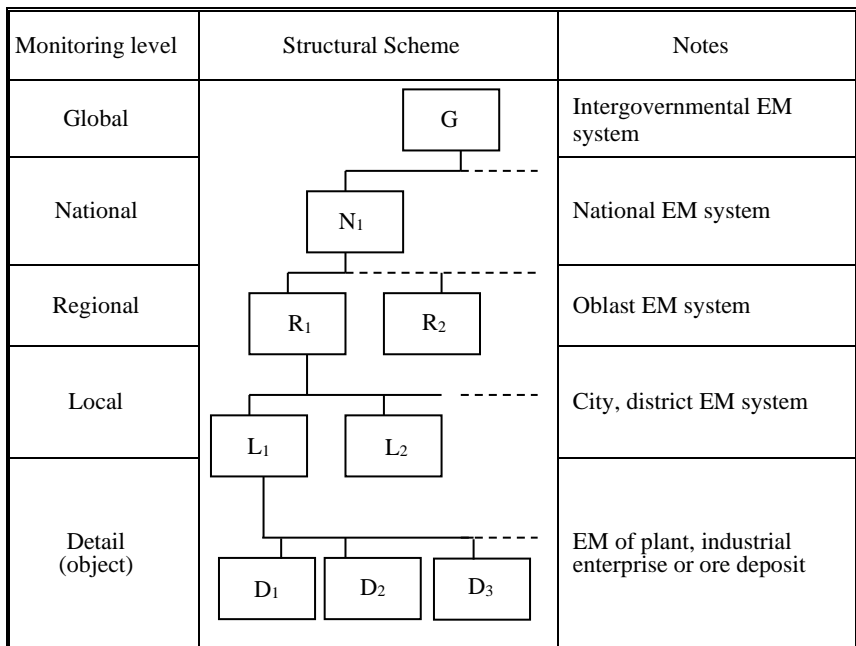 Monitoring level Structural Scheme Notes
Global
G
Intergovernmental EM
system
National
N1
National EM system
Regional
R1 R2
Oblast EM system
Local
L1 L2
City, district EM system
Detail
(object)
D1 D2 D3
EM of plant, industrial
enterprise or ore deposit